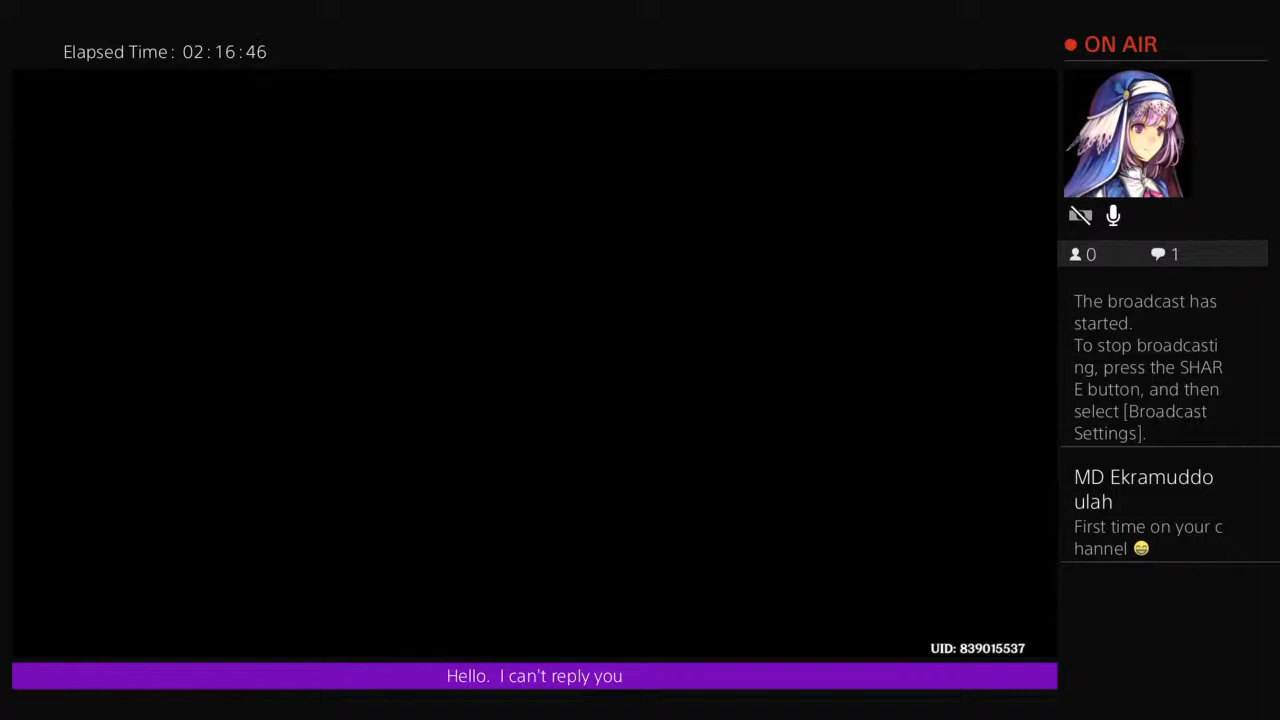 Elapsed Time: 02:16:46
ON AIR
0 1
The broadcast has
started.
To stop broadcasti
ng, press the SHAR
E button, and then
select [Broadcast
Settings].
MD Ekramuddo
ulah
First time on your c
hannel 😁
UID: 839015537
Hello. I can't reply you